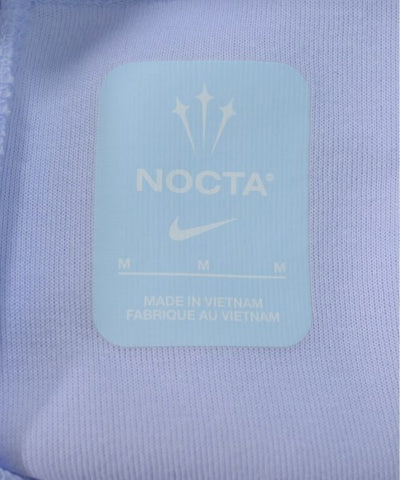 NOCTA
M M M
MADE IN VIETNAM
FABRIQUE AU VIETNAM